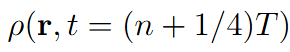 ρ(r, t = (n + 1/4)T)